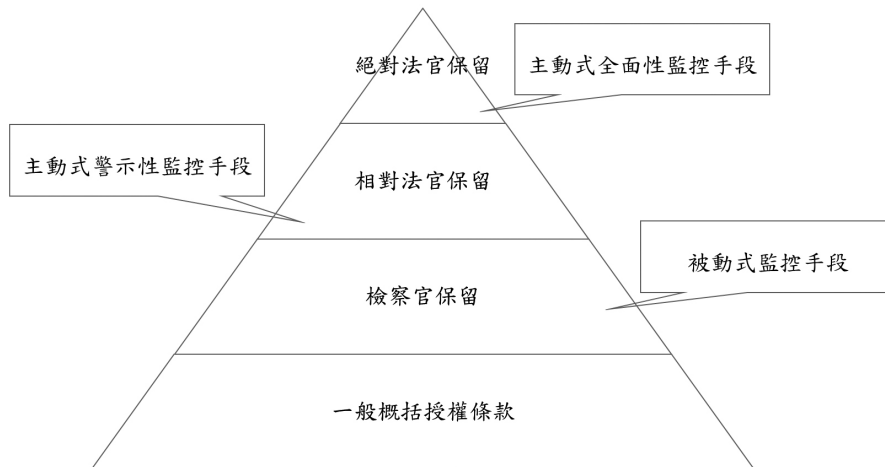 絕對法官保留
主動式全面性監控手段
主動式警示性監控手段
相對法官保留
被動式監控手段
檢察官保留
一般概括授權條款